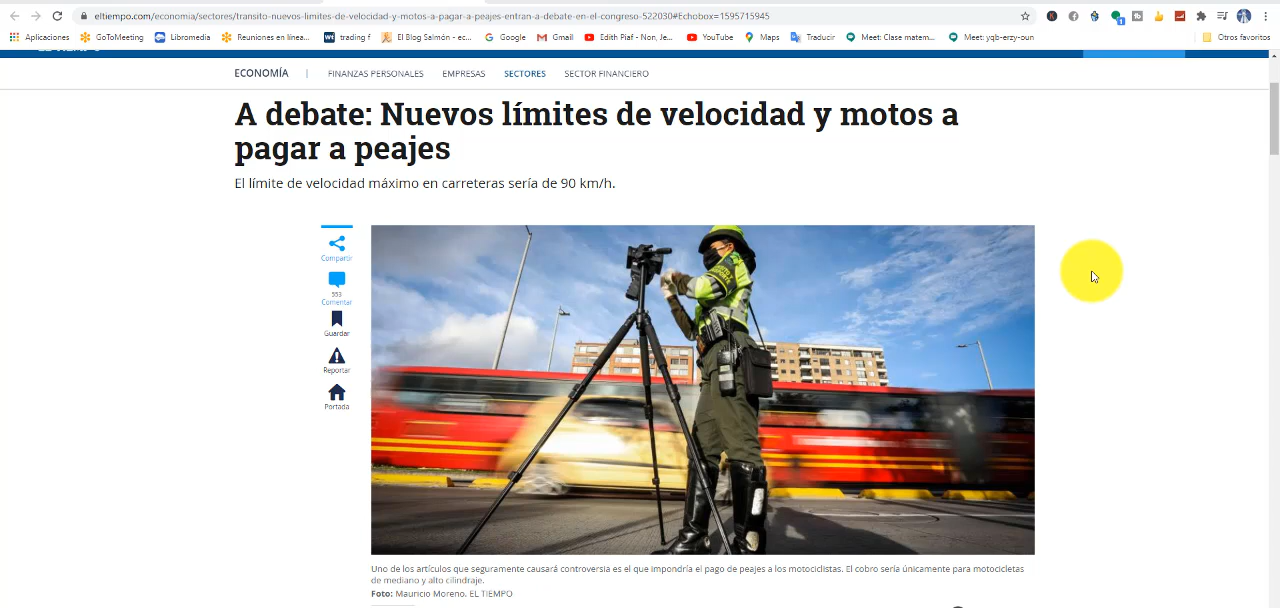 eltiempo.com/economia/sectores/transito-nuevos-limites-de-velocidad-y-motos-a-pagar-a-peajes-entran-a-debate-en-el-congreso-522030#Echobox=1595715945
Aplicaciones GoToMeeting Libromedia Reuniones en línea... trading f El Blog Salmón - ec... Google Gmail Edith Piaf - Non, Je... YouTube Maps Traducir Meet: Clase matem... Meet: yqb-erzy-oun Otros favoritos
ECONOMÍA | FINANZAS PERSONALES EMPRESAS SECTORES SECTOR FINANCIERO
A debate: Nuevos límites de velocidad y motos a
pagar a peajes
El límite de velocidad máximo en carreteras sería de 90 km/h.
Compartir
553
Comentar
Guardar
Reportar
Portada
Uno de los artículos que seguramente causará controversia es el que impondría el pago de peajes a los motociclistas. El cobro sería únicamente para motocicletas
de mediano y alto cilindraje.
Foto: Mauricio Moreno. EL TIEMPO